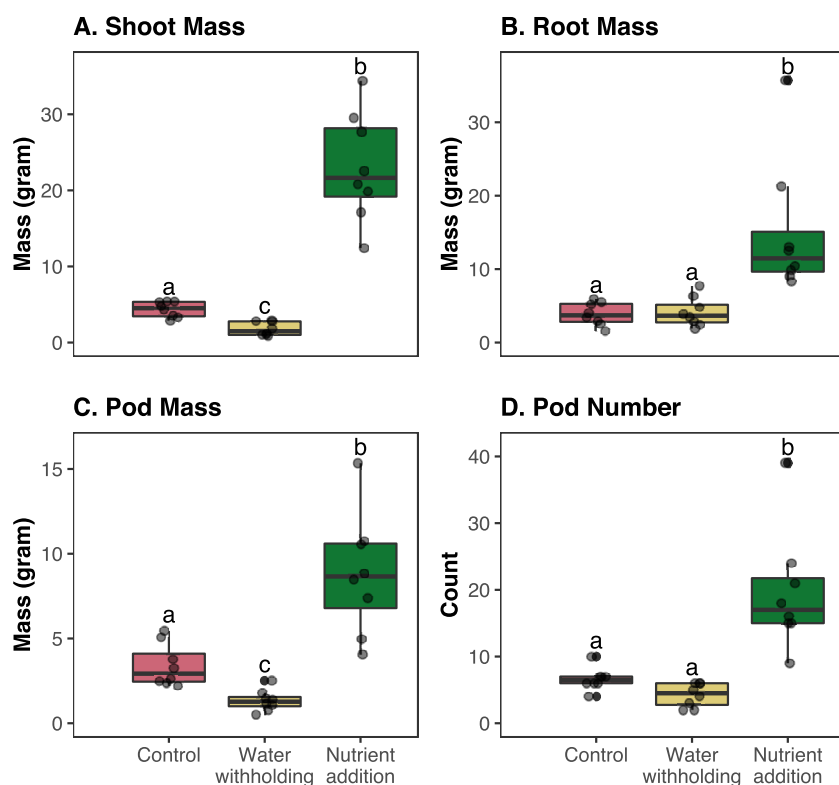 A. Shoot Mass
B. Root Mass
Mass (gram)
30
20
10
0
a
c
b
Mass (gram)
30
20
10
0
a
a
b
C. Pod Mass
D. Pod Number
Mass (gram)
15
10
5
0
a
c
b
Control
Water
withholding
Nutrient
addition
Count
40
30
20
10
0
a
a
b
Control
Water
withholding
Nutrient
addition